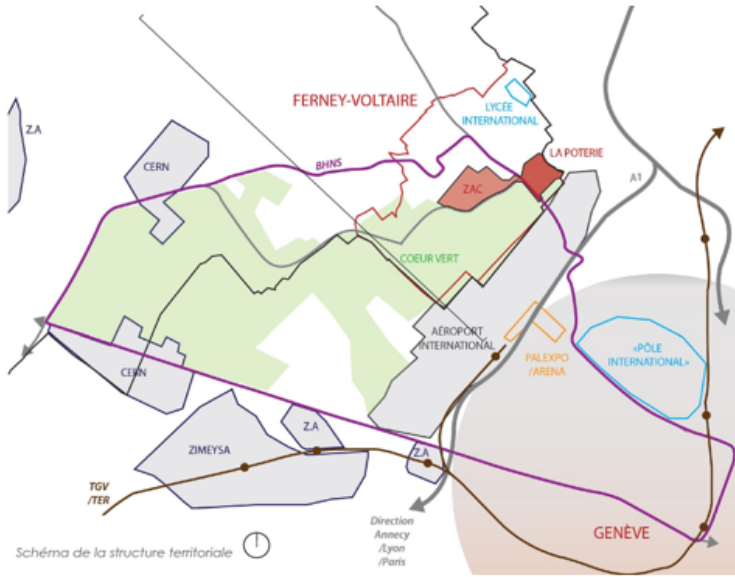 FERNEY-VOLTAIRE
LYCÉE
INTERNATIONAL
Z.A
CERN
BHNS
LA POTERIE
ZAC
A1
COEUR VERT
AÉROPORT
INTERNATIONAL
PALEXPO
/ARENA
«PÔLE
INTERNATIONAL»
CERN
Z.A
ZIMEYSA
Z.A
TGV
/TER
Direction
Annecy
/Lyon
/Paris
GENÈVE
Schéma de la structure territoriale